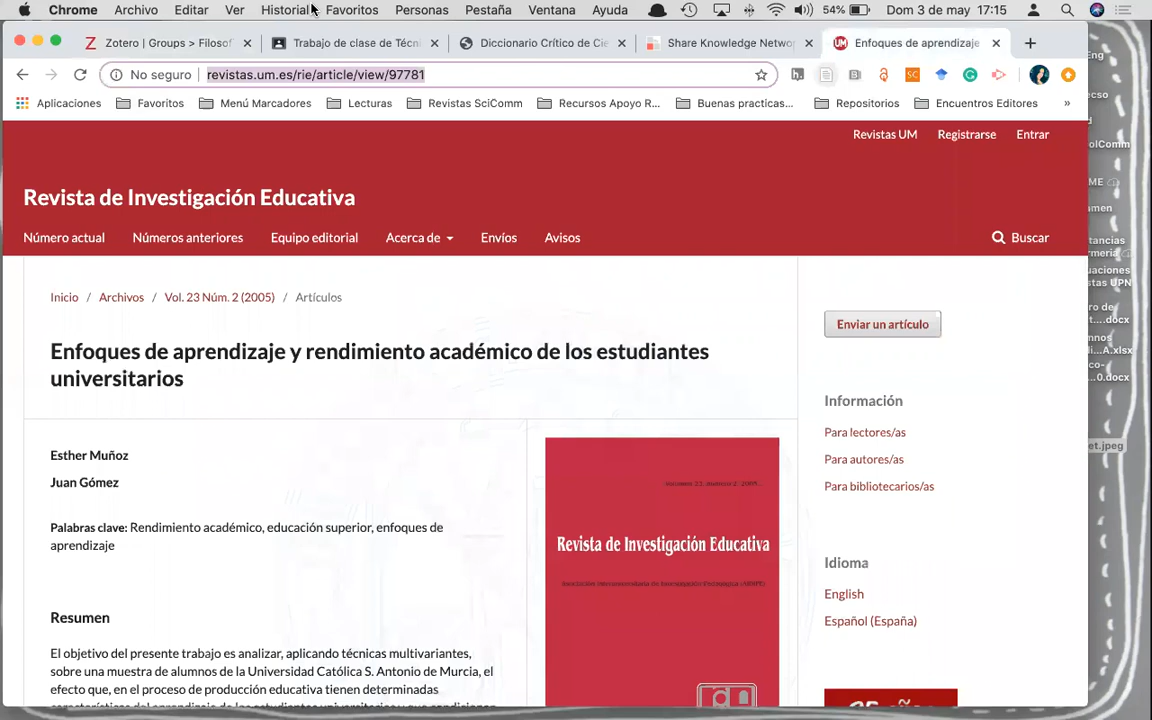 Chrome Archivo Editar Ver Historial Favoritos Personas Pestaña Ventana Ayuda 54% Dom 3 de may 17:15
Zotero | Groups > Filosof
Trabajo de clase de Técni
Diccionario Crítico de Cie
Share Knowledge Netwo
Enfoques de aprendizaje
No seguro revistas.um.es/rie/article/view/97781
Aplicaciones Favoritos Menú Marcadores Lecturas Revistas SciComm Recursos Apoyo R... Buenas practicas... Repositorios Encuentros Editores »
Revistas UM Registrarse Entrar
Revista de Investigación Educativa
Número actual Números anteriores Equipo editorial Acerca de Envíos Avisos Buscar
Inicio / Archivos / Vol. 23 Núm. 2 (2005) / Artículos
Enfoques de aprendizaje y rendimiento académico de los estudiantes
universitarios
Esther Muñoz
Juan Gómez
Palabras clave: Rendimiento académico, educación superior, enfoques de
aprendizaje
Resumen
El objetivo del presente trabajo es analizar, aplicando técnicas multivariantes,
sobre una muestra de alumnos de la Universidad Católica S. Antonio de Murcia, el
efecto que, en el proceso de producción educativa tienen determinadas
Volumen 23, número 2, 2005
Revista de Investigación Educativa
Enviar un artículo
Información
Para lectores/as
Para autores/as
Para bibliotecarios/as
Idioma
English
Español (España)